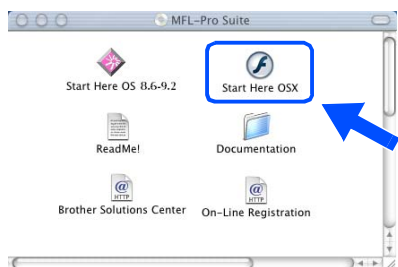 MFL-Pro Suite
Start Here OS 8.6-9.2
Start Here OSX
ReadMe!
Documentation
@
HTTP
@
HTTP
Brother Solutions Center
On-Line Registration